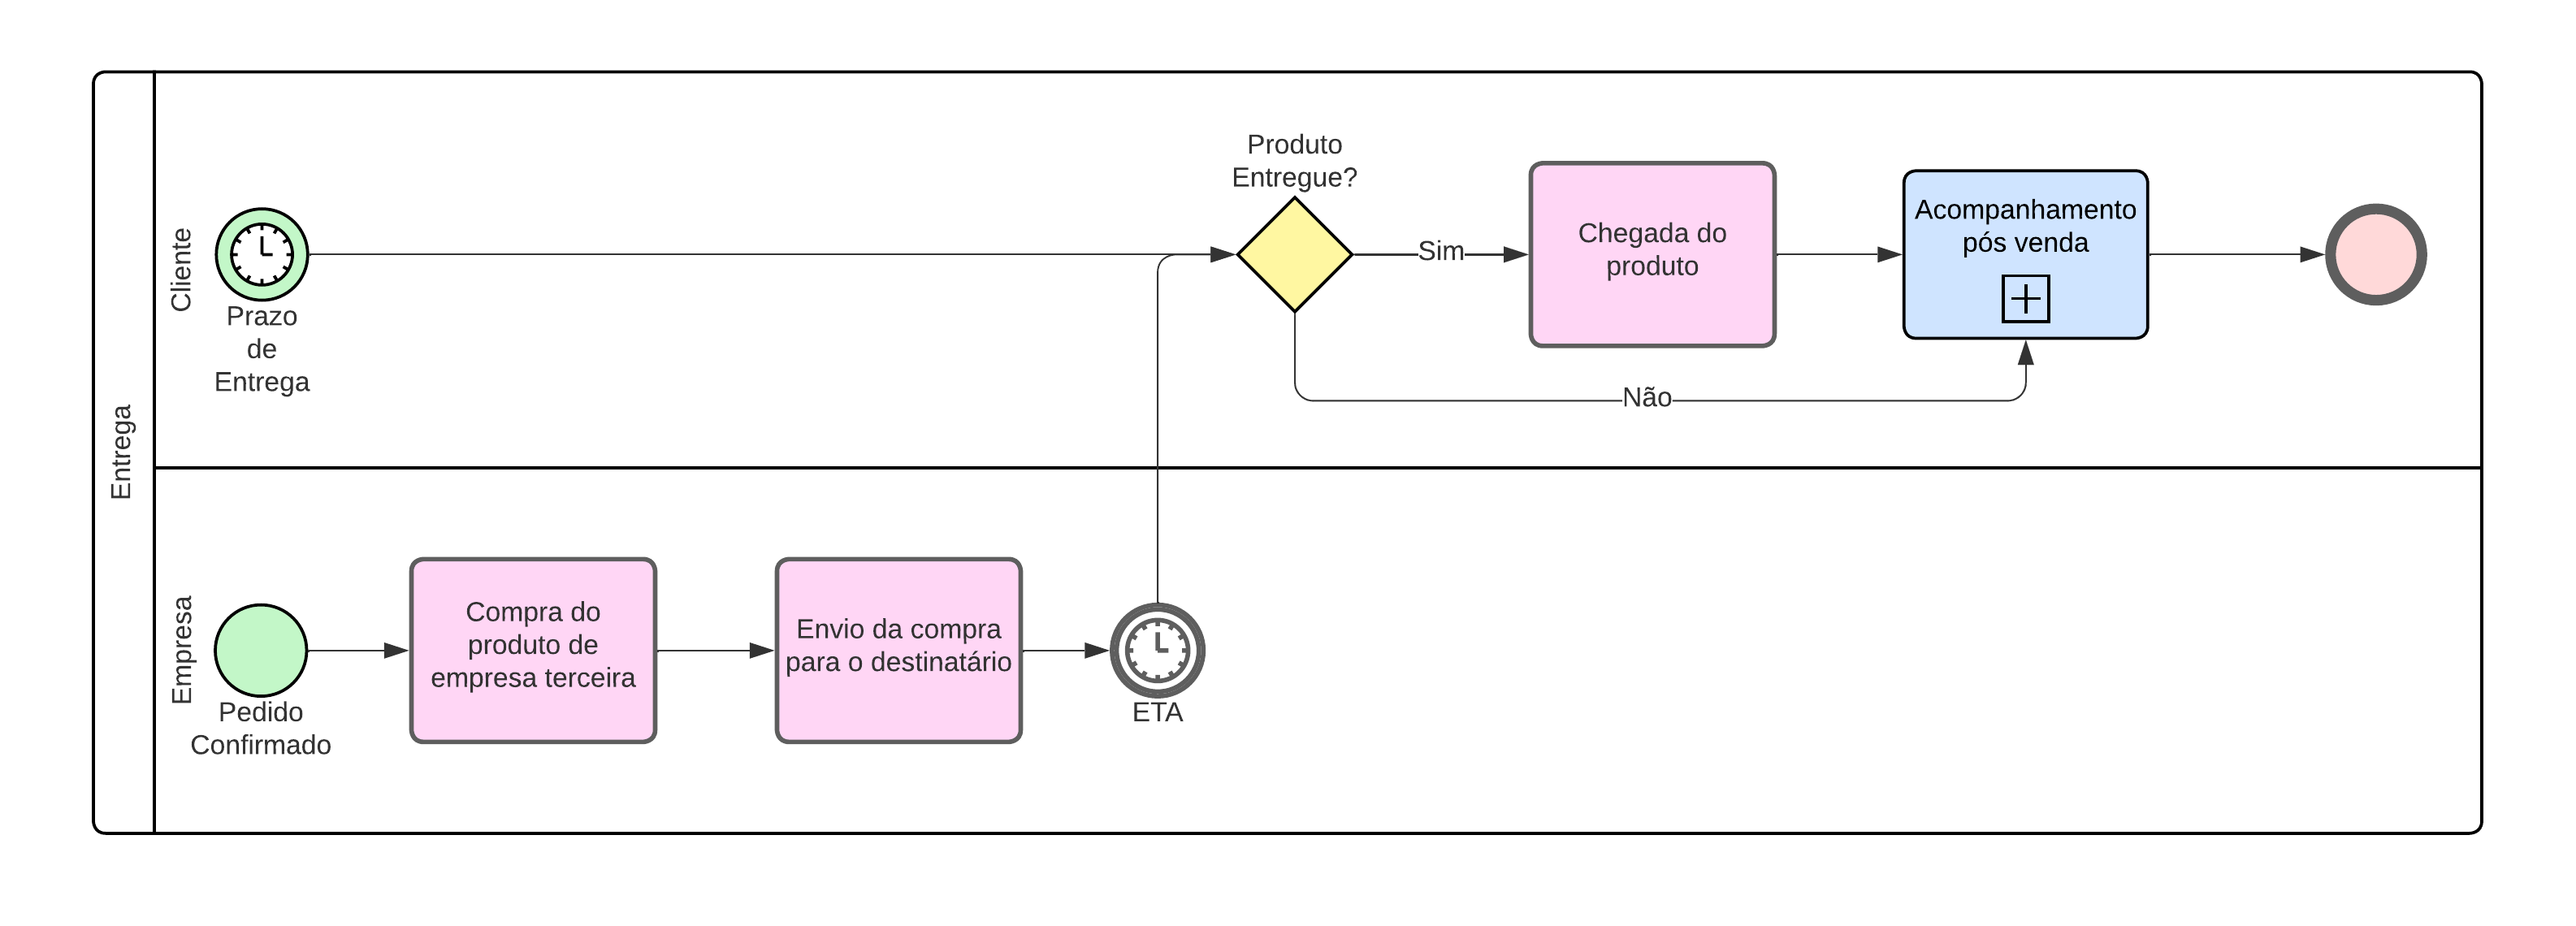 Entrega
Cliente
Prazo
de
Entrega
Produto
Entregue?
Sim
Não
Chegada do
produto
Acompanhamento
pós venda
Empresa
Pedido
Confirmado
Compra do
produto de
empresa terceira
Envio da compra
para o destinatário
ETA